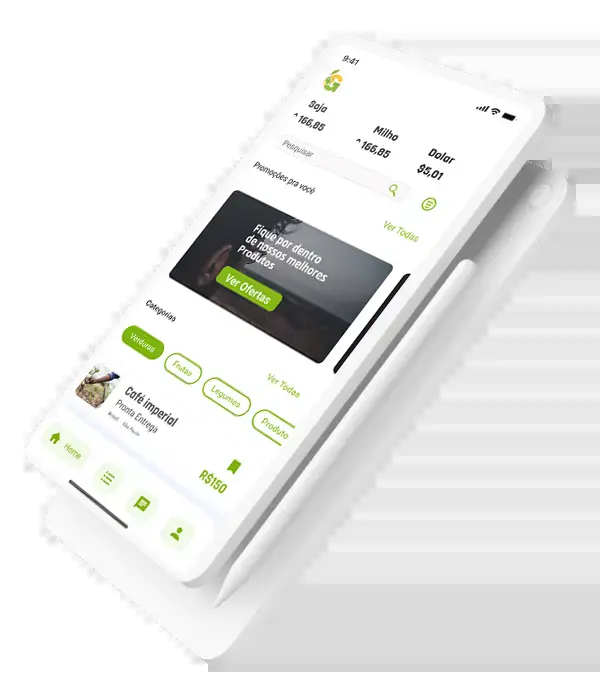 9:41
Soja
^ 166,85
Milho
^ 166,85
Dolar
$5,01
Pesquisar
Promoções pra você
Ver Todas
Fique por dentro
de nossos melhores
Produtos
Ver Ofertas
Categorias
Ver Todas
Verduras
Frutas
Legumes
Produto
Café imperial
Pronta Entrega
Brasil - São Paulo
R$150
Home